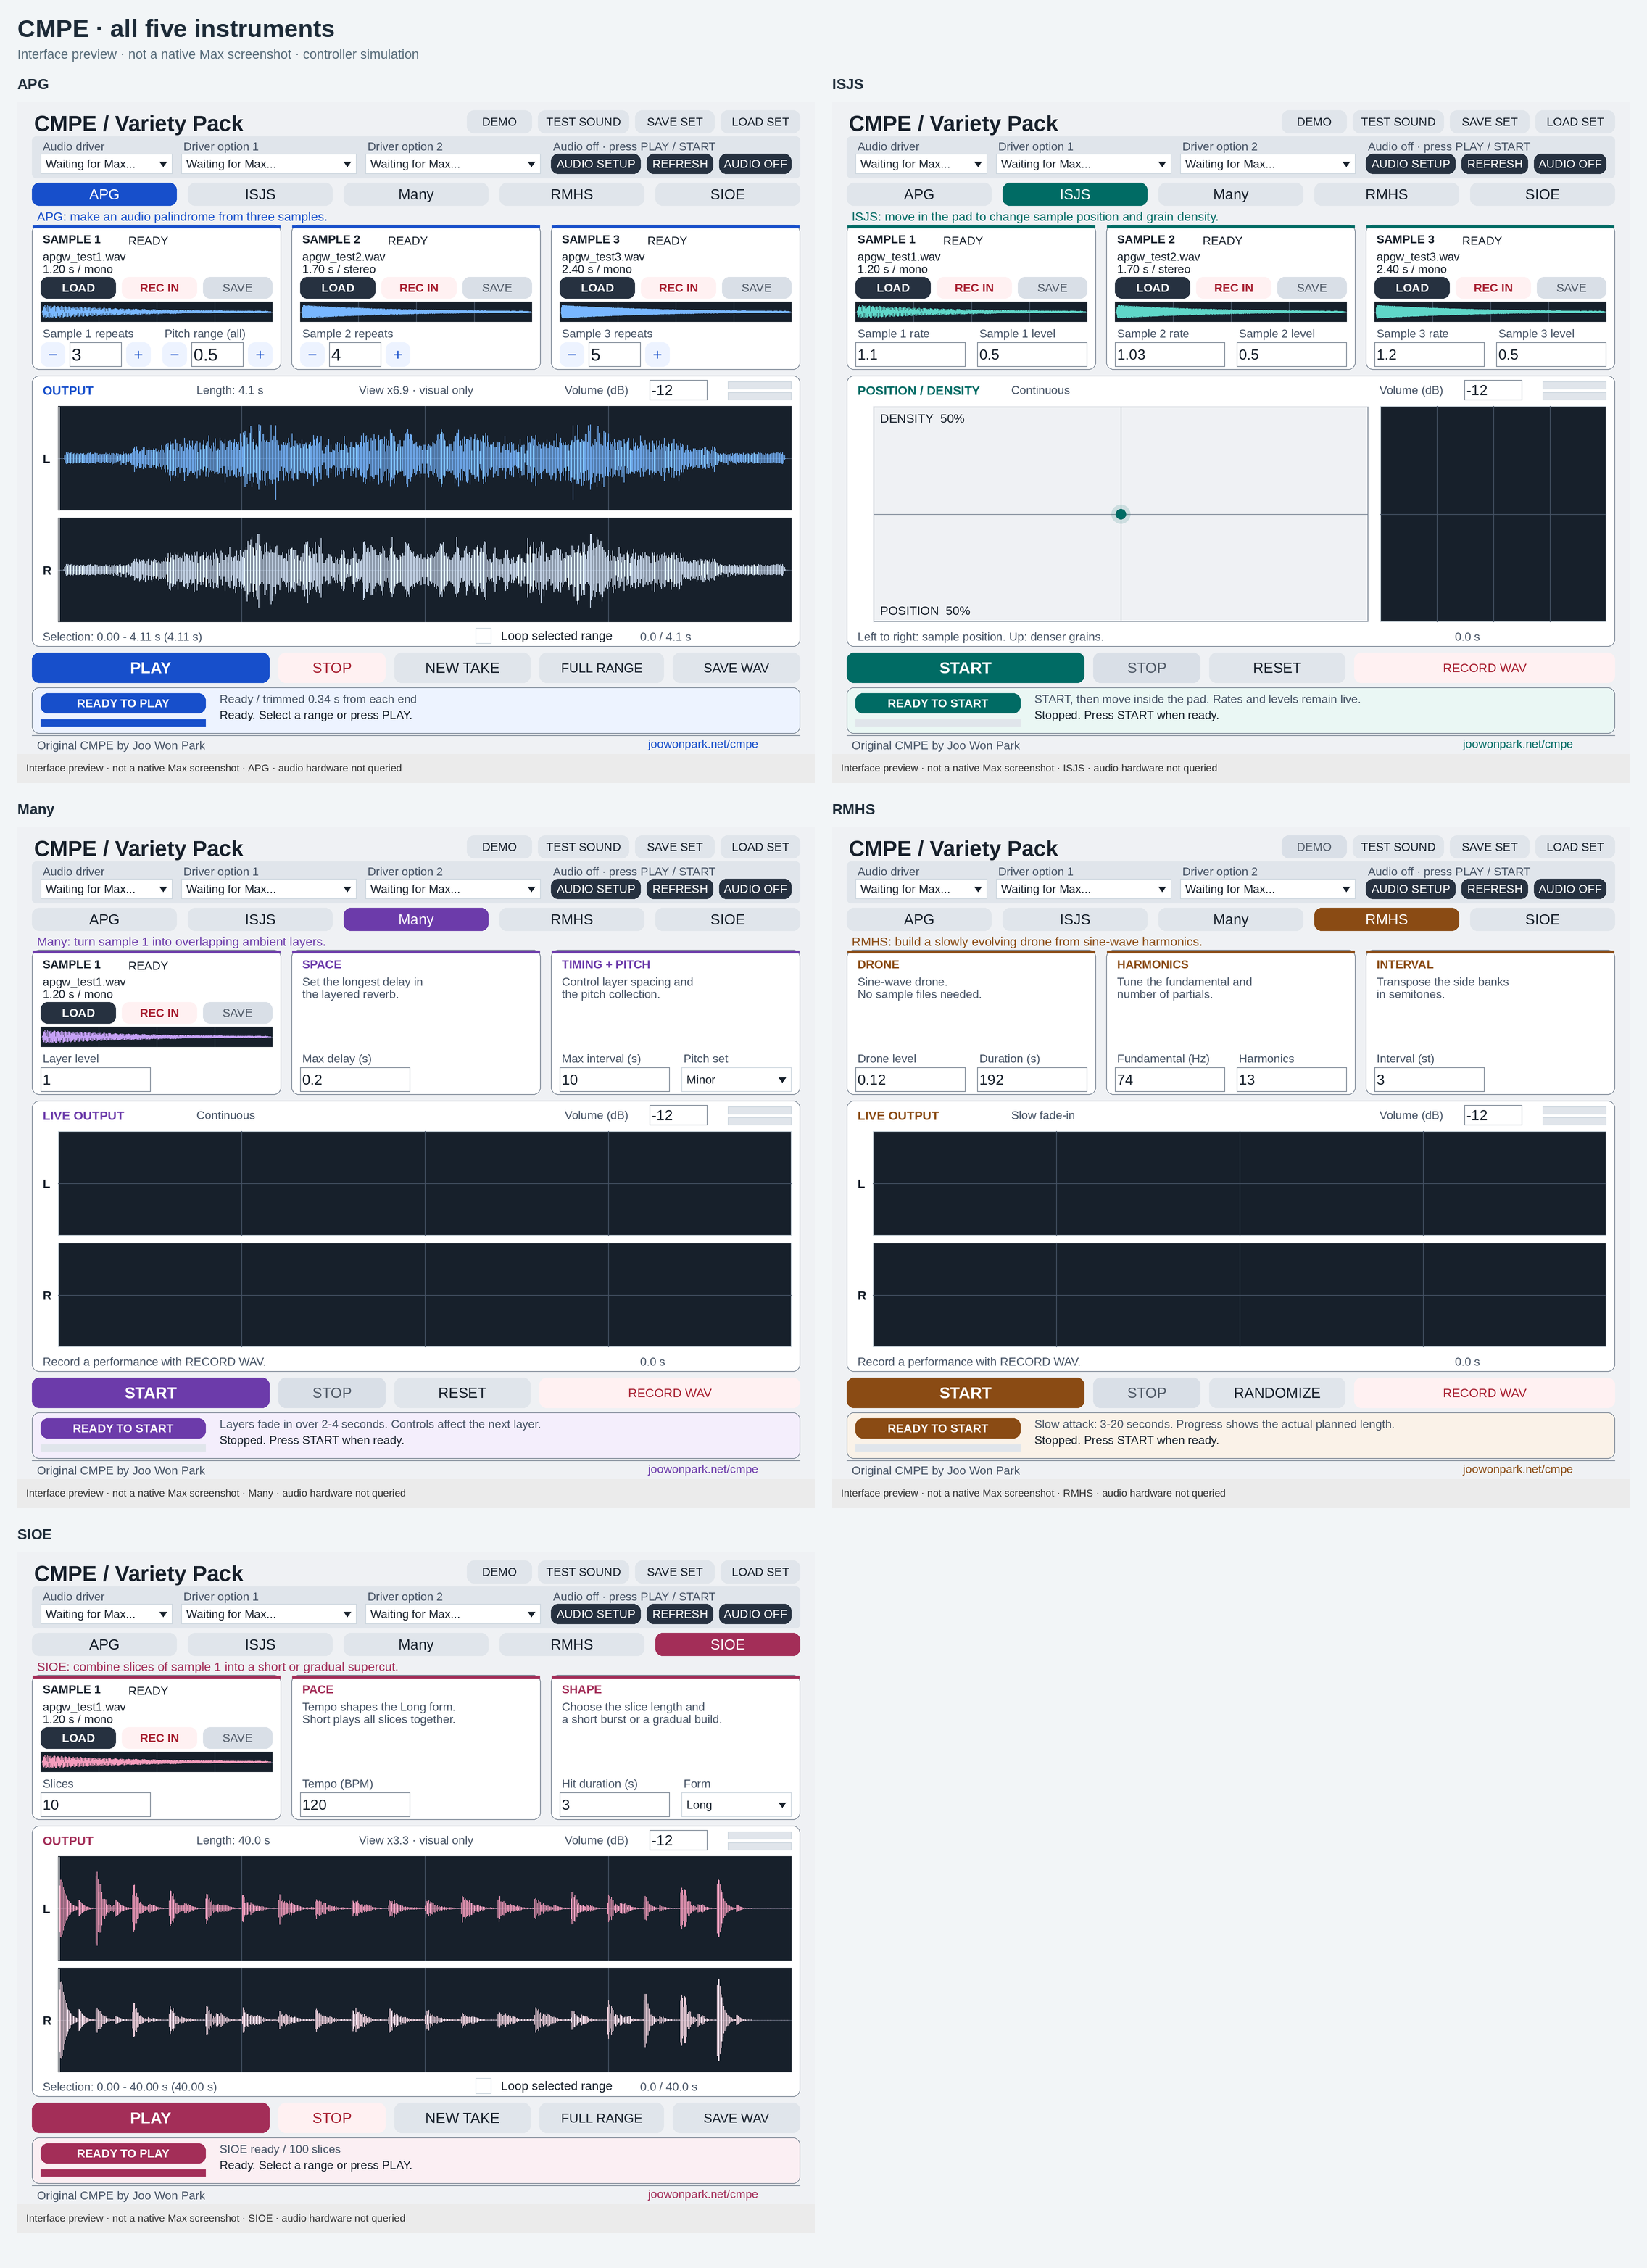 CMPE · all five instruments
Interface preview · not a native Max screenshot · controller simulation
APG
CMPE / Variety Pack
DEMO
TEST SOUND
SAVE SET
LOAD SET
Audio driver
Driver option 1
Driver option 2
Audio off · press PLAY / START
Waiting for Max...
Waiting for Max...
Waiting for Max...
AUDIO SETUP
REFRESH
AUDIO OFF
APG
ISJS
Many
RMHS
SIOE
APG: make an audio palindrome from three samples.
SAMPLE 1
READY
apgw_test1.wav
1.20 s / mono
LOAD
REC IN
SAVE
Sample 1 repeats
Pitch range (all)
−
3
+
−
0.5
+
SAMPLE 2
READY
apgw_test2.wav
1.70 s / stereo
LOAD
REC IN
SAVE
Sample 2 repeats
−
4
+
SAMPLE 3
READY
apgw_test3.wav
2.40 s / mono
LOAD
REC IN
SAVE
Sample 3 repeats
−
5
+
OUTPUT
Length: 4.1 s
View x6.9 · visual only
Volume (dB)
-12
L
R
Selection: 0.00 - 4.11 s (4.11 s)
Loop selected range
0.0 / 4.1 s
PLAY
STOP
NEW TAKE
FULL RANGE
SAVE WAV
READY TO PLAY
Ready / trimmed 0.34 s from each end
Ready. Select a range or press PLAY.
Original CMPE by Joo Won Park
joowonpark.net/cmpe
Interface preview · not a native Max screenshot · APG · audio hardware not queried
ISJS
CMPE / Variety Pack
DEMO
TEST SOUND
SAVE SET
LOAD SET
Audio driver
Driver option 1
Driver option 2
Audio off · press PLAY / START
Waiting for Max...
Waiting for Max...
Waiting for Max...
AUDIO SETUP
REFRESH
AUDIO OFF
APG
ISJS
Many
RMHS
SIOE
ISJS: move in the pad to change sample position and grain density.
SAMPLE 1
READY
apgw_test1.wav
1.20 s / mono
LOAD
REC IN
SAVE
Sample 1 rate
Sample 1 level
1.1
0.5
SAMPLE 2
READY
apgw_test2.wav
1.70 s / stereo
LOAD
REC IN
SAVE
Sample 2 rate
Sample 2 level
1.03
0.5
SAMPLE 3
READY
apgw_test3.wav
2.40 s / mono
LOAD
REC IN
SAVE
Sample 3 rate
Sample 3 level
1.2
0.5
POSITION / DENSITY
Continuous
Volume (dB)
-12
DENSITY 50%
POSITION 50%
Left to right: sample position. Up: denser grains.
0.0 s
START
STOP
RESET
RECORD WAV
READY TO START
START, then move inside the pad. Rates and levels remain live.
Stopped. Press START when ready.
Original CMPE by Joo Won Park
joowonpark.net/cmpe
Interface preview · not a native Max screenshot · ISJS · audio hardware not queried
Many
CMPE / Variety Pack
DEMO
TEST SOUND
SAVE SET
LOAD SET
Audio driver
Driver option 1
Driver option 2
Audio off · press PLAY / START
Waiting for Max...
Waiting for Max...
Waiting for Max...
AUDIO SETUP
REFRESH
AUDIO OFF
APG
ISJS
Many
RMHS
SIOE
Many: turn sample 1 into overlapping ambient layers.
SAMPLE 1
READY
apgw_test1.wav
1.20 s / mono
LOAD
REC IN
SAVE
Layer level
1
SPACE
Set the longest delay in
the layered reverb.
Max delay (s)
0.2
TIMING + PITCH
Control layer spacing and
the pitch collection.
Max interval (s)
Pitch set
10
Minor
LIVE OUTPUT
Continuous
Volume (dB)
-12
L
R
Record a performance with RECORD WAV.
0.0 s
START
STOP
RESET
RECORD WAV
READY TO START
Layers fade in over 2-4 seconds. Controls affect the next layer.
Stopped. Press START when ready.
Original CMPE by Joo Won Park
joowonpark.net/cmpe
Interface preview · not a native Max screenshot · Many · audio hardware not queried
RMHS
CMPE / Variety Pack
DEMO
TEST SOUND
SAVE SET
LOAD SET
Audio driver
Driver option 1
Driver option 2
Audio off · press PLAY / START
Waiting for Max...
Waiting for Max...
Waiting for Max...
AUDIO SETUP
REFRESH
AUDIO OFF
APG
ISJS
Many
RMHS
SIOE
RMHS: build a slowly evolving drone from sine-wave harmonics.
DRONE
Sine-wave drone.
No sample files needed.
Drone level
Duration (s)
0.12
192
HARMONICS
Tune the fundamental and
number of partials.
Fundamental (Hz)
Harmonics
74
13
INTERVAL
Transpose the side banks
in semitones.
Interval (st)
3
LIVE OUTPUT
Slow fade-in
Volume (dB)
-12
L
R
Record a performance with RECORD WAV.
0.0 s
START
STOP
RANDOMIZE
RECORD WAV
READY TO START
Slow attack: 3-20 seconds. Progress shows the actual planned length.
Stopped. Press START when ready.
Original CMPE by Joo Won Park
joowonpark.net/cmpe
Interface preview · not a native Max screenshot · RMHS · audio hardware not queried
SIOE
CMPE / Variety Pack
DEMO
TEST SOUND
SAVE SET
LOAD SET
Audio driver
Driver option 1
Driver option 2
Audio off · press PLAY / START
Waiting for Max...
Waiting for Max...
Waiting for Max...
AUDIO SETUP
REFRESH
AUDIO OFF
APG
ISJS
Many
RMHS
SIOE
SIOE: combine slices of sample 1 into a short or gradual supercut.
SAMPLE 1
READY
apgw_test1.wav
1.20 s / mono
LOAD
REC IN
SAVE
Slices
10
PACE
Tempo shapes the Long form.
Short plays all slices together.
Tempo (BPM)
120
SHAPE
Choose the slice length and
a short burst or a gradual build.
Hit duration (s)
Form
3
Long
OUTPUT
Length: 40.0 s
View x3.3 · visual only
Volume (dB)
-12
L
R
Selection: 0.00 - 40.00 s (40.00 s)
Loop selected range
0.0 / 40.0 s
PLAY
STOP
NEW TAKE
FULL RANGE
SAVE WAV
READY TO PLAY
SIOE ready / 100 slices
Ready. Select a range or press PLAY.
Original CMPE by Joo Won Park
joowonpark.net/cmpe
Interface preview · not a native Max screenshot · SIOE · audio hardware not queried